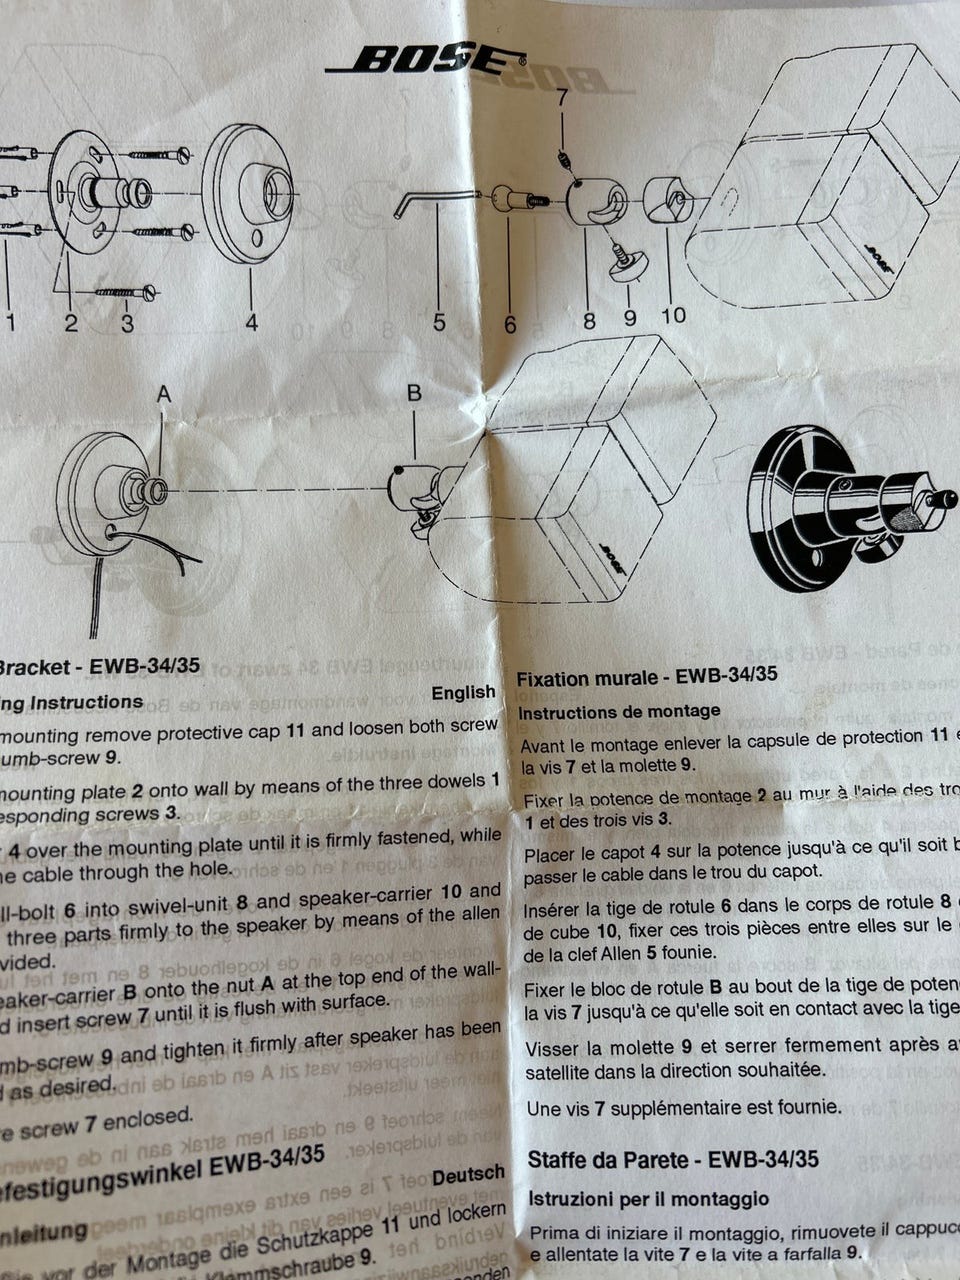 BOSE®
7
1
2
3
4
5
6
8
9
10
BOSE
A
B
BOSE
Bracket - EWB-34/35
ng Instructions
English
mounting remove protective cap 11 and loosen both screw
umb-screw 9.
mounting plate 2 onto wall by means of the three dowels 1
esponding screws 3.
4 over the mounting plate until it is firmly fastened, while
e cable through the hole.
ll-bolt 6 into swivel-unit 8 and speaker-carrier 10 and
three parts firmly to the speaker by means of the allen
vided.
eaker-carrier B onto the nut A at the top end of the wall-
d insert screw 7 until it is flush with surface.
mb-screw 9 and tighten it firmly after speaker has been
d as desired.
e screw 7 enclosed.
festigungswinkel EWB-34/35
Deutsch
nleitung
ie vor der Montage die Schutzkappe 11 und lockern
Klemmschraube 9.
Fixation murale - EWB-34/35
Instructions de montage
Avant le montage enlever la capsule de protection 11 e
la vis 7 et la molette 9.
Fixer la potence de montage 2 au mur à l'aide des tro
1 et des trois vis 3.
Placer le capot 4 sur la potence jusqu'à ce qu'il soit b
passer le cable dans le trou du capot.
Insérer la tige de rotule 6 dans le corps de rotule 8
de cube 10, fixer ces trois pièces entre elles sur le
de la clef Allen 5 founie.
Fixer le bloc de rotule B au bout de la tige de poten
la vis 7 jusqu'à ce qu'elle soit en contact avec la tige
Visser la molette 9 et serrer fermement après a
satellite dans la direction souhaitée.
Une vis 7 supplémentaire est fournie.
Staffe da Parete - EWB-34/35
Istruzioni per il montaggio
Prima di iniziare il montaggio, rimuovete il cappuc
e allentate la vite 7 e la vite a farfalla 9.